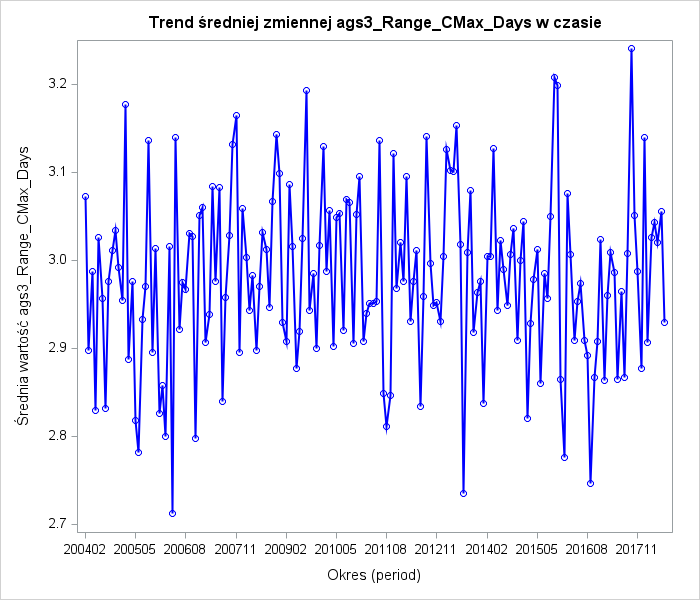 Trend średniej zmiennej ags3_Range_CMax_Days w czasie
Średnia wartość ags3_Range_CMax_Days
3.2
3.1
3.0
2.9
2.8
2.7
200402 200505 200608 200711 200902 201005 201108 201211 201402 201505 201608 201711
Okres (period)